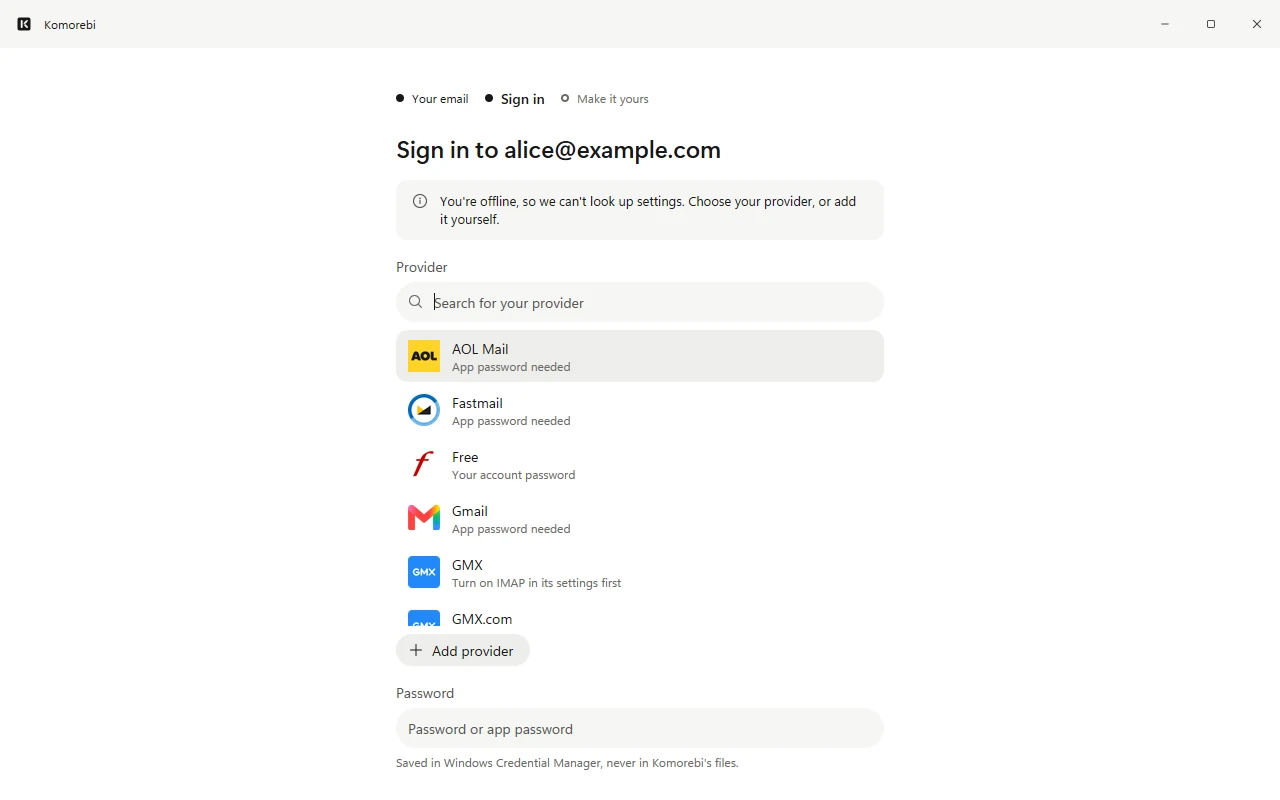 Komorebi
Your email
Sign in
Make it yours
Sign in to alice@example.com
You're offline, so we can't look up settings. Choose your provider, or add
it yourself.
Provider
Search for your provider
AOL
AOL Mail
App password needed
Fastmail
App password needed
Free
Your account password
Gmail
App password needed
GMX
GMX
Turn on IMAP in its settings first
GMX
GMX.com
Add provider
Password
Password or app password
Saved in Windows Credential Manager, never in Komorebi's files.